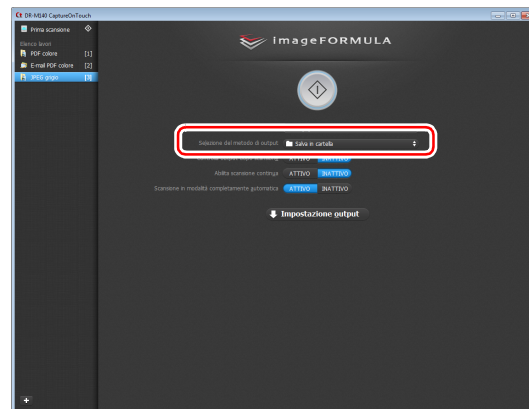 DR-M140 CaptureOnTouch
Prima scansione
Elenco lavori
PDF colore [1]
E-mail PDF colore [2]
JPEG grigio [3]
imageFORMULA
Selezione del metodo di output Salva in cartella
ATTIVO INATTIVO
Abilita scansione continga ATTIVO INATTIVO
Scansione in modalità completamente automatica ATTIVO INATTIVO
Impostazione output